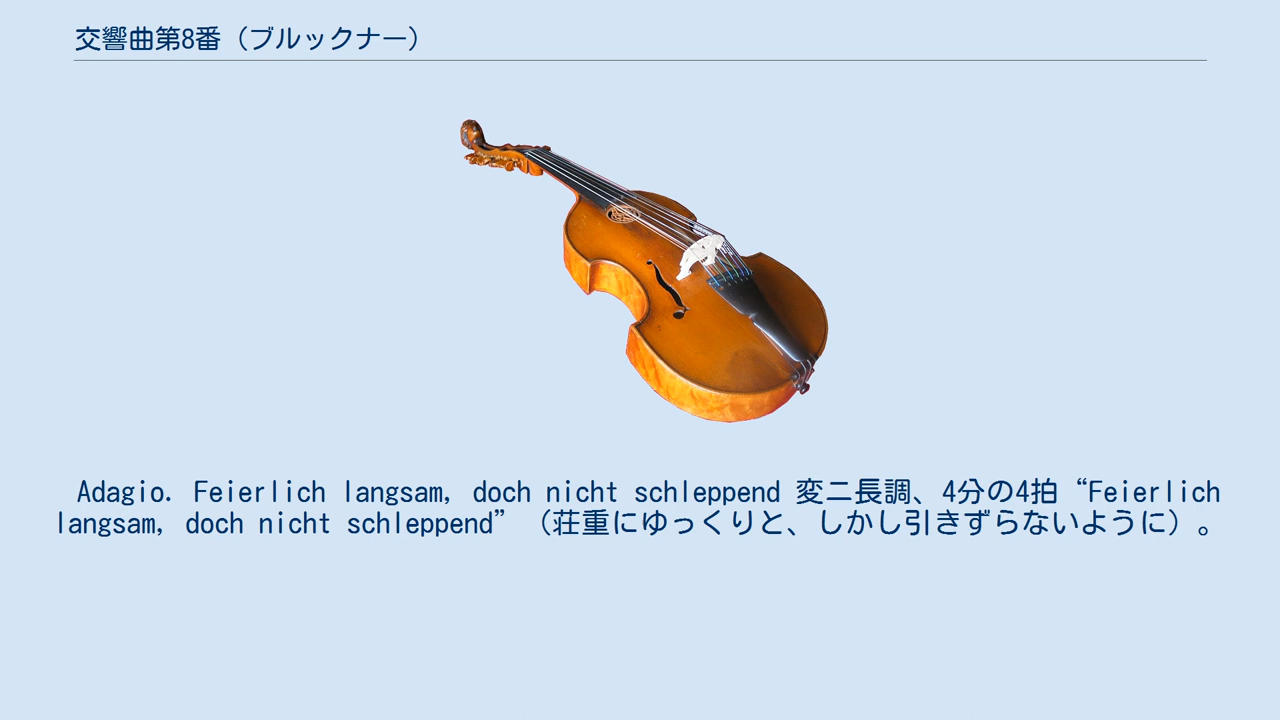 交響曲第8番（ブルックナー）
Adagio. Feierlich langsam, doch nicht schleppend 変ニ長調、4分の4拍“Feierlich
langsam, doch nicht schleppend”（荘重にゆっくりと、しかし引きずらないように）。